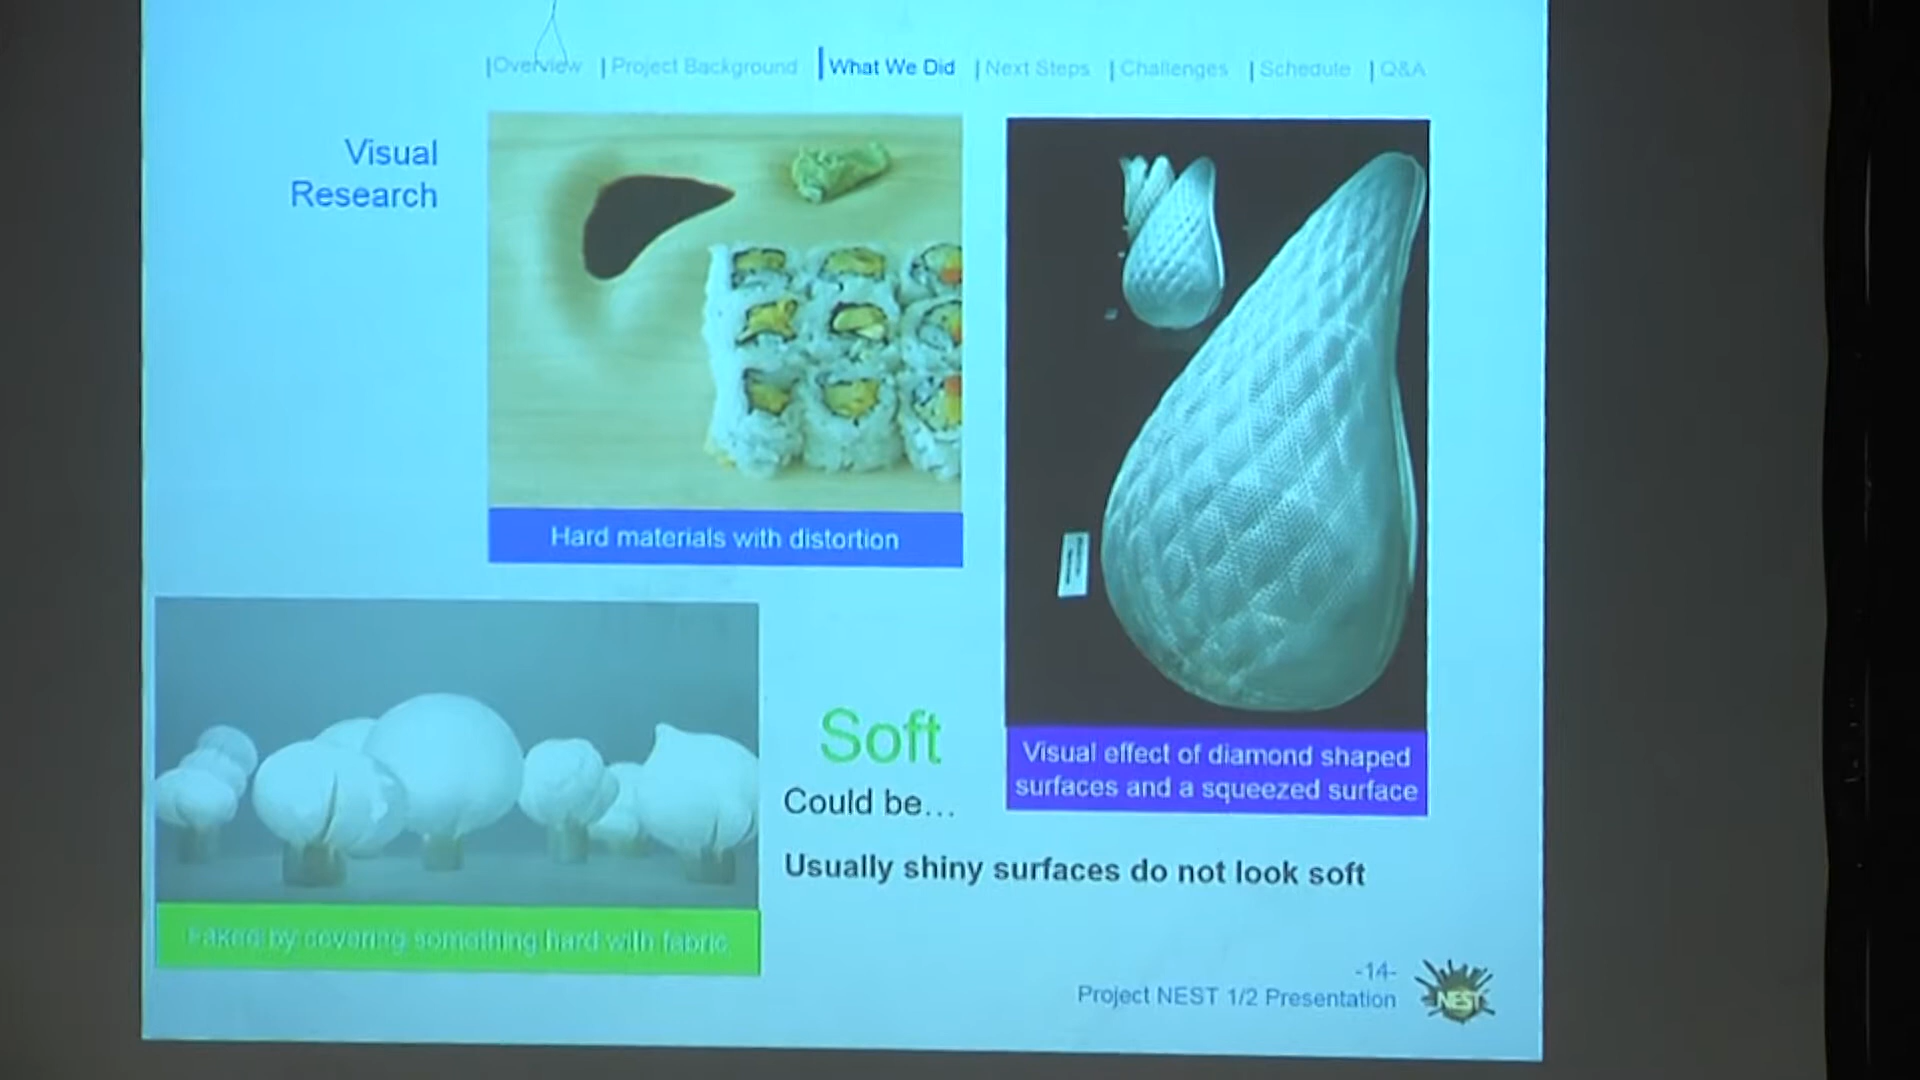 |Overview |Project Background |What We Did |Next Steps |Challenges |Schedule |Q&A
Visual
Research
Hard materials with distortion
Visual effect of diamond shaped
surfaces and a squeezed surface
Soft
Could be...
Usually shiny surfaces do not look soft
Faked by covering something hard with fabric
-14-
Project NEST 1/2 Presentation
NEST